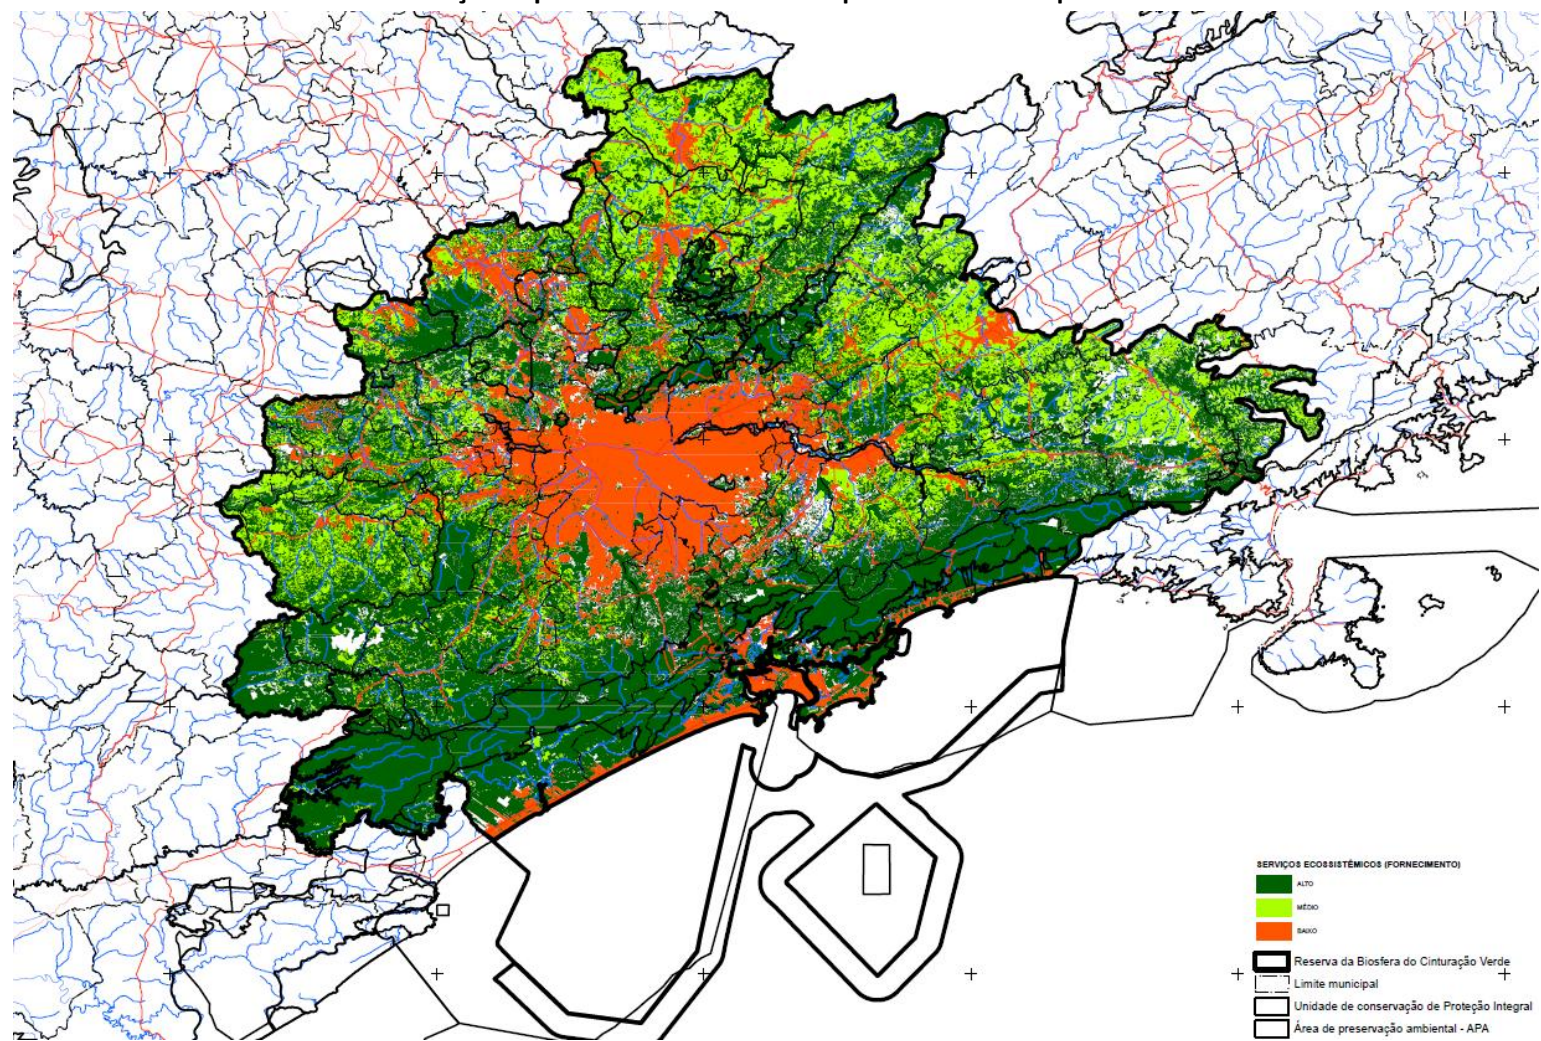 SERVIÇOS ECOSSISTÊMICOS (FORNECIMENTO)
ALTO
MÉDIO
BAIXO
Reserva da Biosfera do Cinturação Verde
Limite municipal
Unidade de conservação de Proteção Integral
Área de preservação ambiental - APA